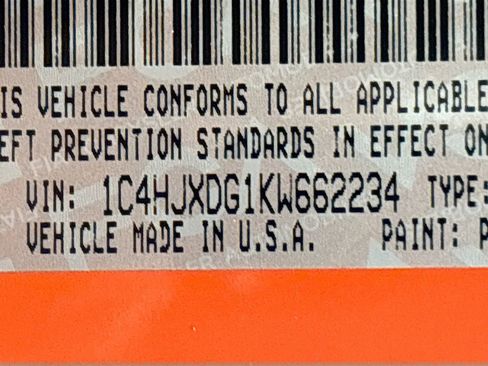 IS VEHICLE CONFORMS TO ALL APPLICABLE
EFT PREVENTION STANDARDS IN EFFECT ON
VIN: 1C4HJXDG1KW662234 TYPE:
VEHICLE MADE IN U.S.A. PAINT: P